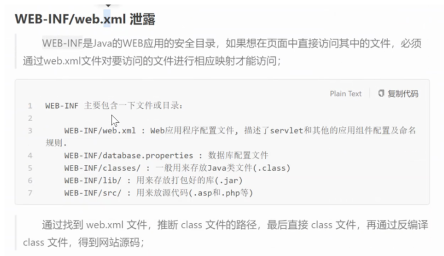 WEB-INF/web.xml 泄露
WEB-INF是Java的WEB应用的安全目录，如果想在页面中直接访问其中的文件，必须
通过web.xml文件对要访问的文件进行相应映射才能访问；
Plain Text 复制代码
1 WEB-INF 主要包含一下文件或目录：
2
3 WEB-INF/web.xml : Web应用程序配置文件, 描述了servlet和其他的应用组件配置及命名
规则.
4 WEB-INF/database.properties : 数据库配置文件
5 WEB-INF/classes/ : 一般用来存放Java类文件(.class)
6 WEB-INF/lib/ : 用来存放打包好的库(.jar)
7 WEB-INF/src/ : 用来放源代码(.asp和.php等)
通过找到 web.xml 文件，推断 class 文件的路径，最后直接 class 文件，再通过反编译
class 文件，得到网站源码；